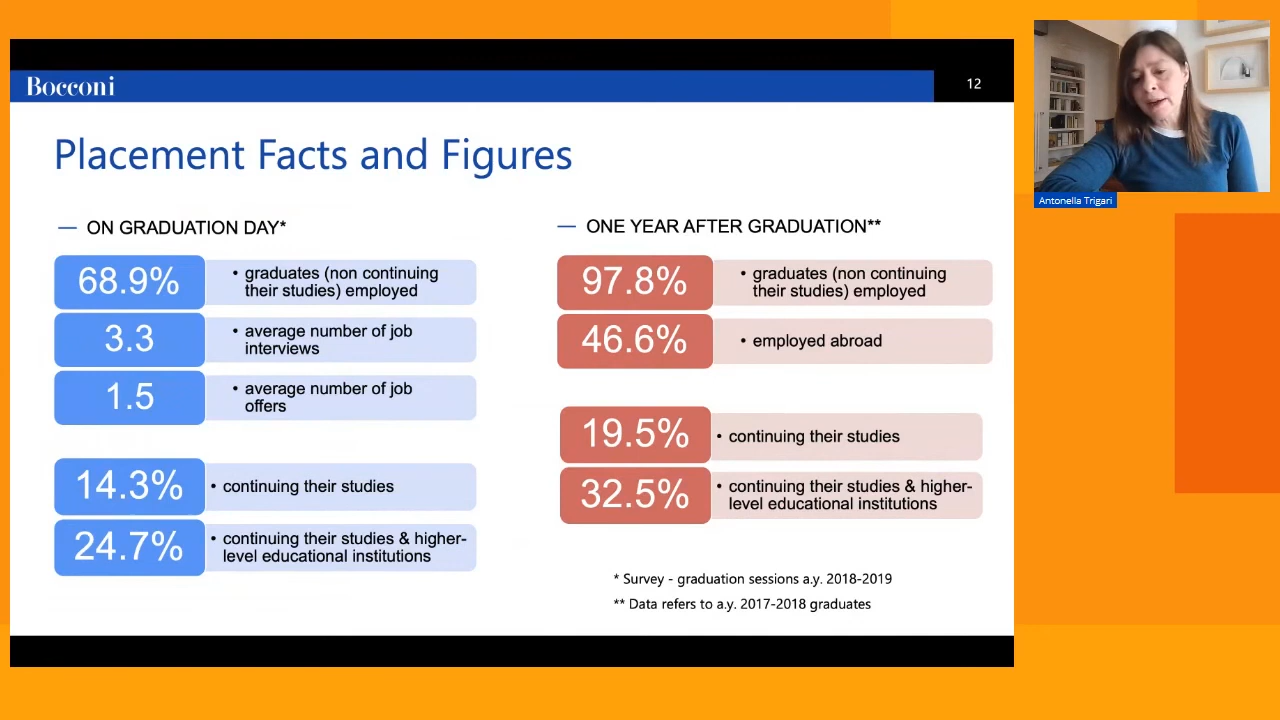 Bocconi
12
Placement Facts and Figures
— ON GRADUATION DAY*
68.9%
• graduates (non continuing
their studies) employed
3.3
• average number of job
interviews
1.5
• average number of job
offers
14.3%
• continuing their studies
24.7%
• continuing their studies & higher-
level educational institutions
— ONE YEAR AFTER GRADUATION**
97.8%
• graduates (non continuing
their studies) employed
46.6%
• employed abroad
19.5%
• continuing their studies
32.5%
• continuing their studies & higher-
level educational institutions
* Survey - graduation sessions a.y. 2018-2019
** Data refers to a.y. 2017-2018 graduates
Antonella Trigari